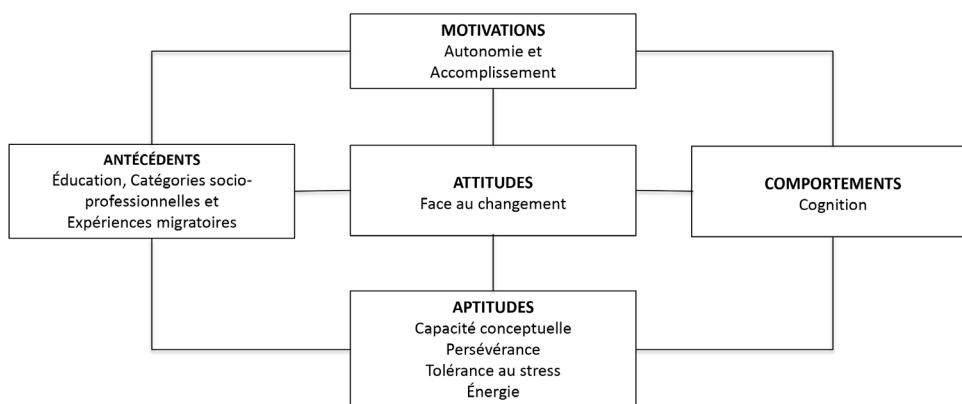 MOTIVATIONS
Autonomie et
Accomplissement
ANTÉCÉDENTS
Éducation, Catégories socio-
professionnelles et
Expériences migratoires
ATTITUDES
Face au changement
COMPORTEMENTS
Cognition
APTITUDES
Capacité conceptuelle
Persévérance
Tolérance au stress
Énergie